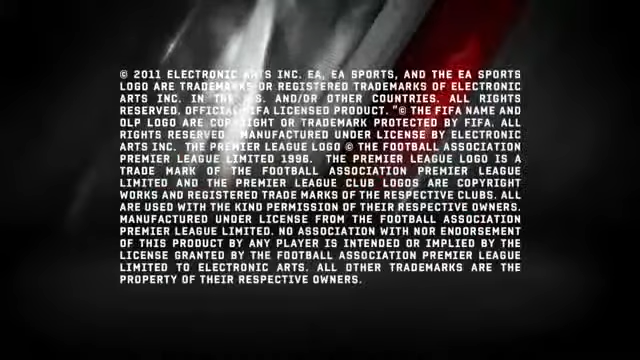 © 2011 ELECTRONIC ARTS INC. EA, EA SPORTS, AND THE EA SPORTS
LOGO ARE TRADEMARKS OR REGISTERED TRADEMARKS OF ELECTRONIC
ARTS INC. IN THE U.S. AND/OR OTHER COUNTRIES. ALL RIGHTS
RESERVED. OFFICIAL FIFA LICENSED PRODUCT. "© THE FIFA NAME AND
OLP LOGO ARE COPYRIGHT OR TRADEMARK PROTECTED BY FIFA. ALL
RIGHTS RESERVED. MANUFACTURED UNDER LICENSE BY ELECTRONIC
ARTS INC. THE PREMIER LEAGUE LOGO © THE FOOTBALL ASSOCIATION
PREMIER LEAGUE LIMITED 1996. THE PREMIER LEAGUE LOGO IS A
TRADE MARK OF THE FOOTBALL ASSOCIATION PREMIER LEAGUE
LIMITED AND THE PREMIER LEAGUE CLUB LOGOS ARE COPYRIGHT
WORKS AND REGISTERED TRADE MARKS OF THE RESPECTIVE CLUBS. ALL
ARE USED WITH THE KIND PERMISSION OF THEIR RESPECTIVE OWNERS.
MANUFACTURED UNDER LICENSE FROM THE FOOTBALL ASSOCIATION
PREMIER LEAGUE LIMITED. NO ASSOCIATION WITH NOR ENDORSEMENT
OF THIS PRODUCT BY ANY PLAYER IS INTENDED OR IMPLIED BY THE
LICENSE GRANTED BY THE FOOTBALL ASSOCIATION PREMIER LEAGUE
LIMITED TO ELECTRONIC ARTS. ALL OTHER TRADEMARKS ARE THE
PROPERTY OF THEIR RESPECTIVE OWNERS.